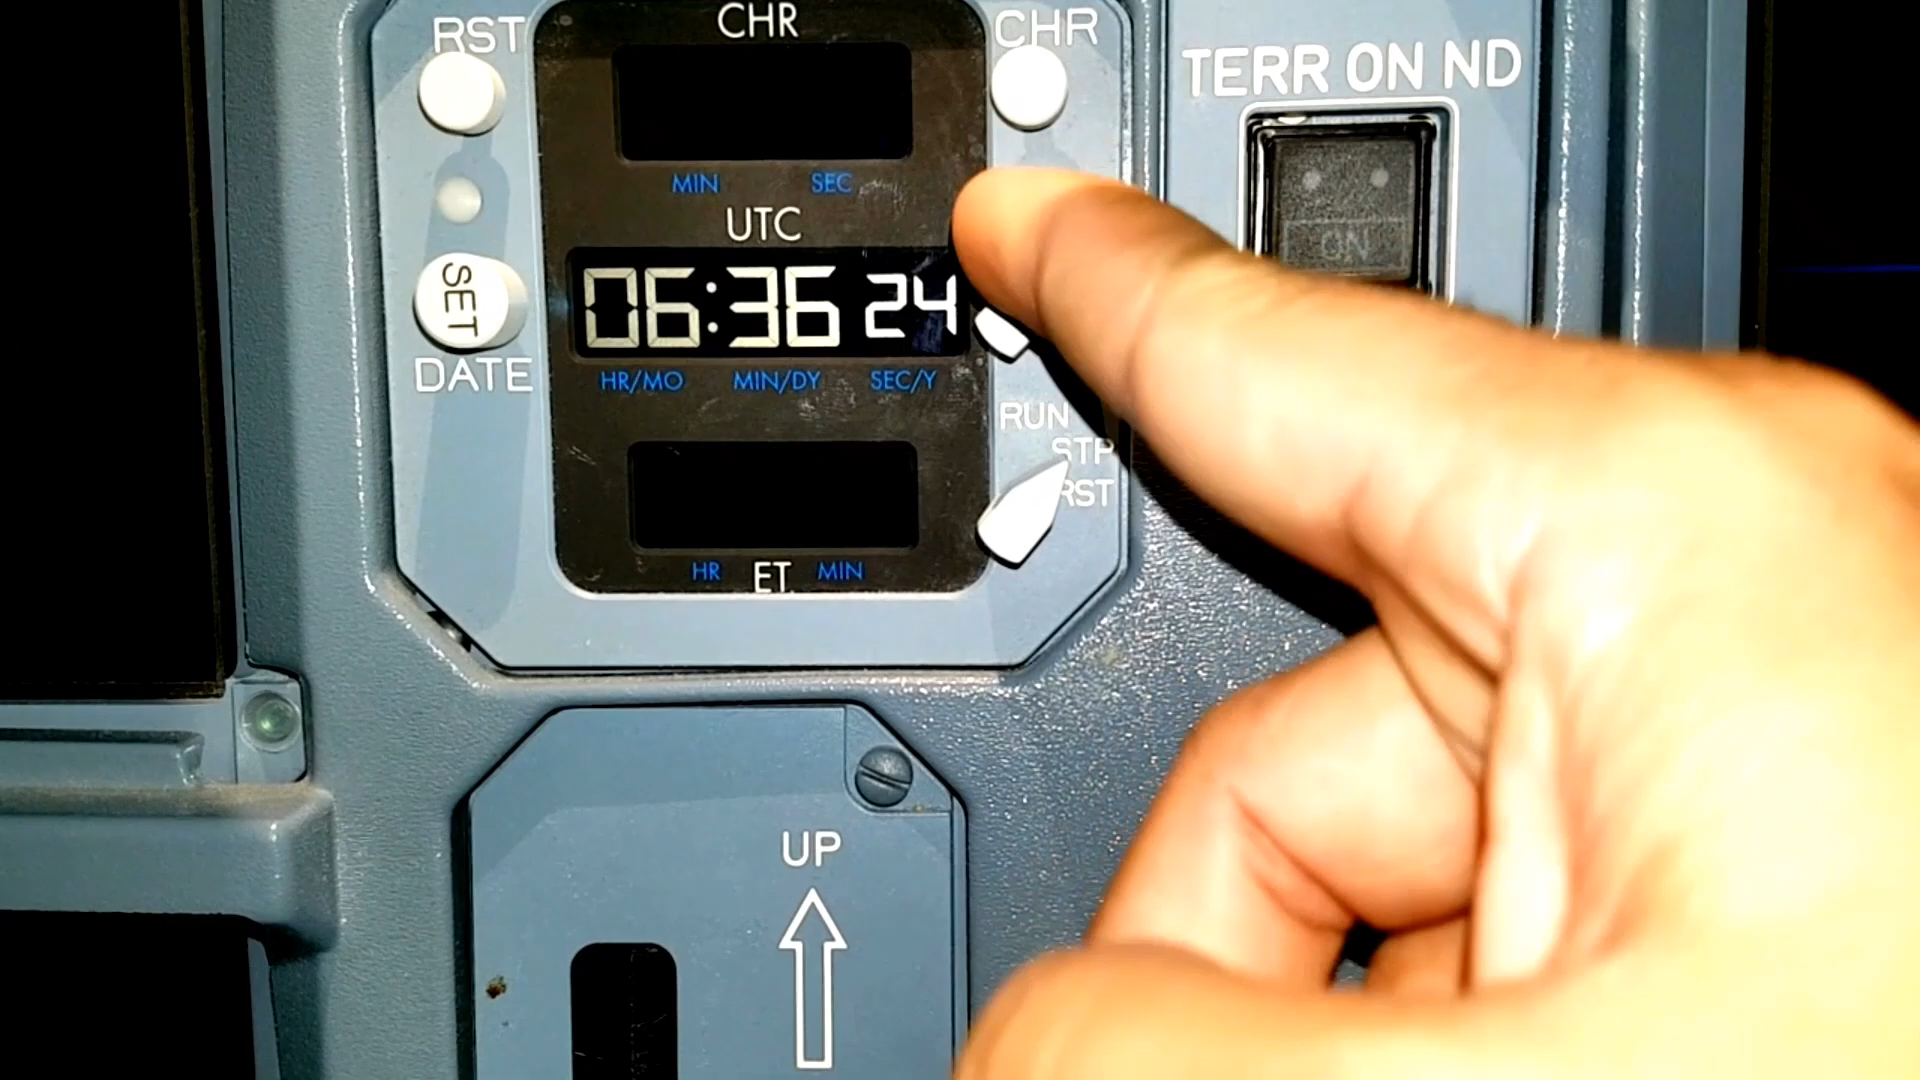 RST
CHR
CHR
TERR ON ND
MIN SEC
UTC
ON
SET
06:36 24
DATE
HR/MO MIN/DY SEC/Y
RUN
STP
RST
HR ET MIN
UP